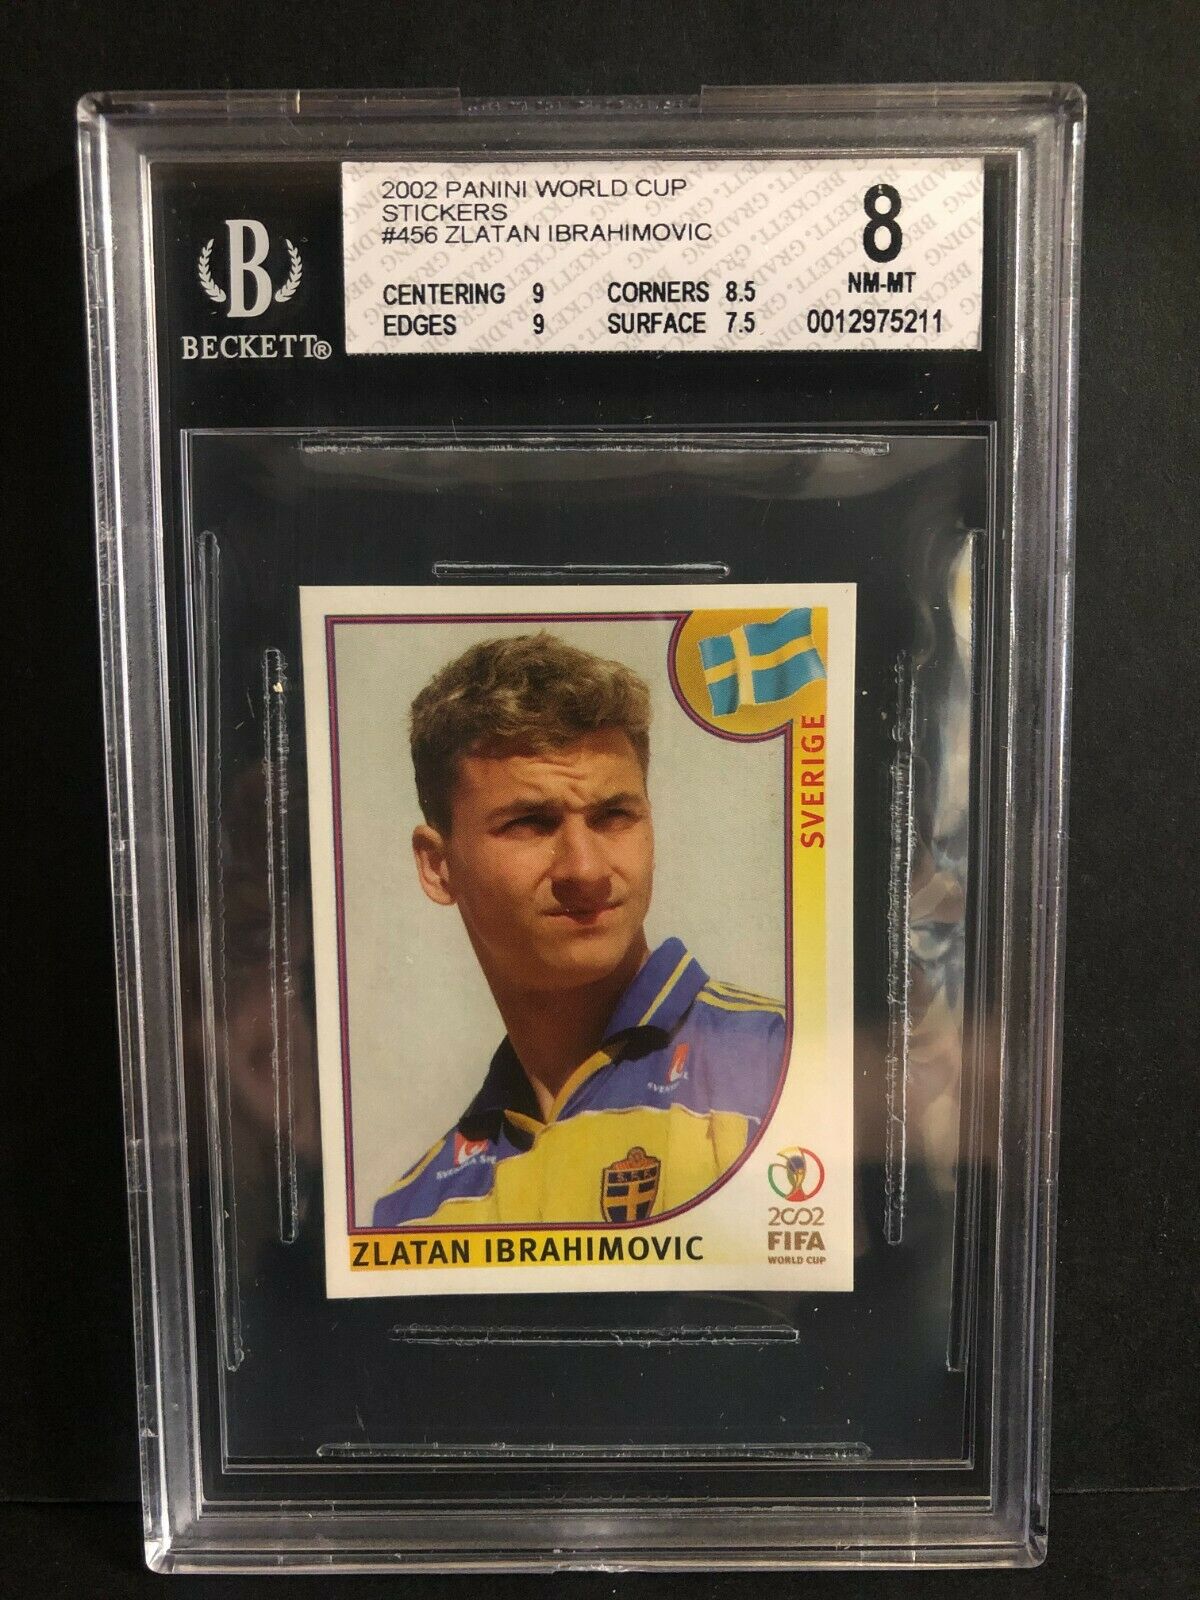 2002 PANINI WORLD CUP
STICKERS
#456 ZLATAN IBRAHIMOVIC
CENTERING 9 CORNERS 8.5
EDGES 9 SURFACE 7.5
8
NM-MT
0012975211
B
BECKETT®
SVERIGE
ZLATAN IBRAHIMOVIC
2002
FIFA
WORLD CUP